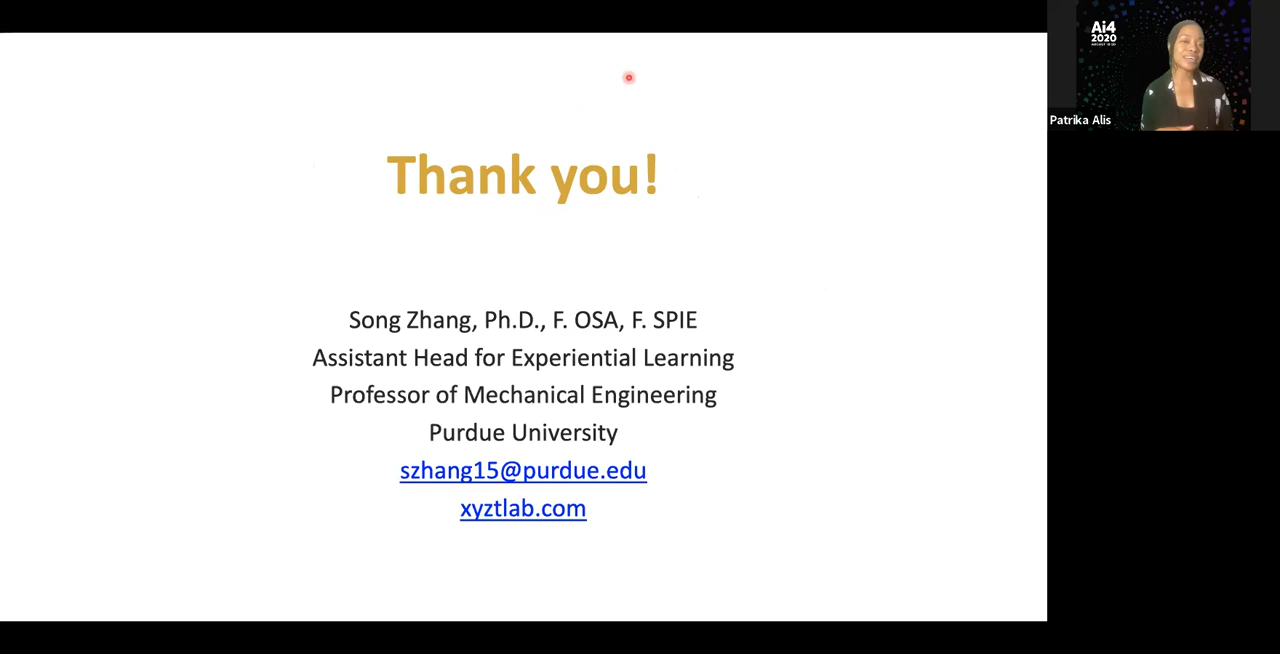 Thank you!
Song Zhang, Ph.D., F. OSA, F. SPIE
Assistant Head for Experiential Learning
Professor of Mechanical Engineering
Purdue University
szhang15@purdue.edu
xyztlab.com
Ai4
2020
Patrika Alis